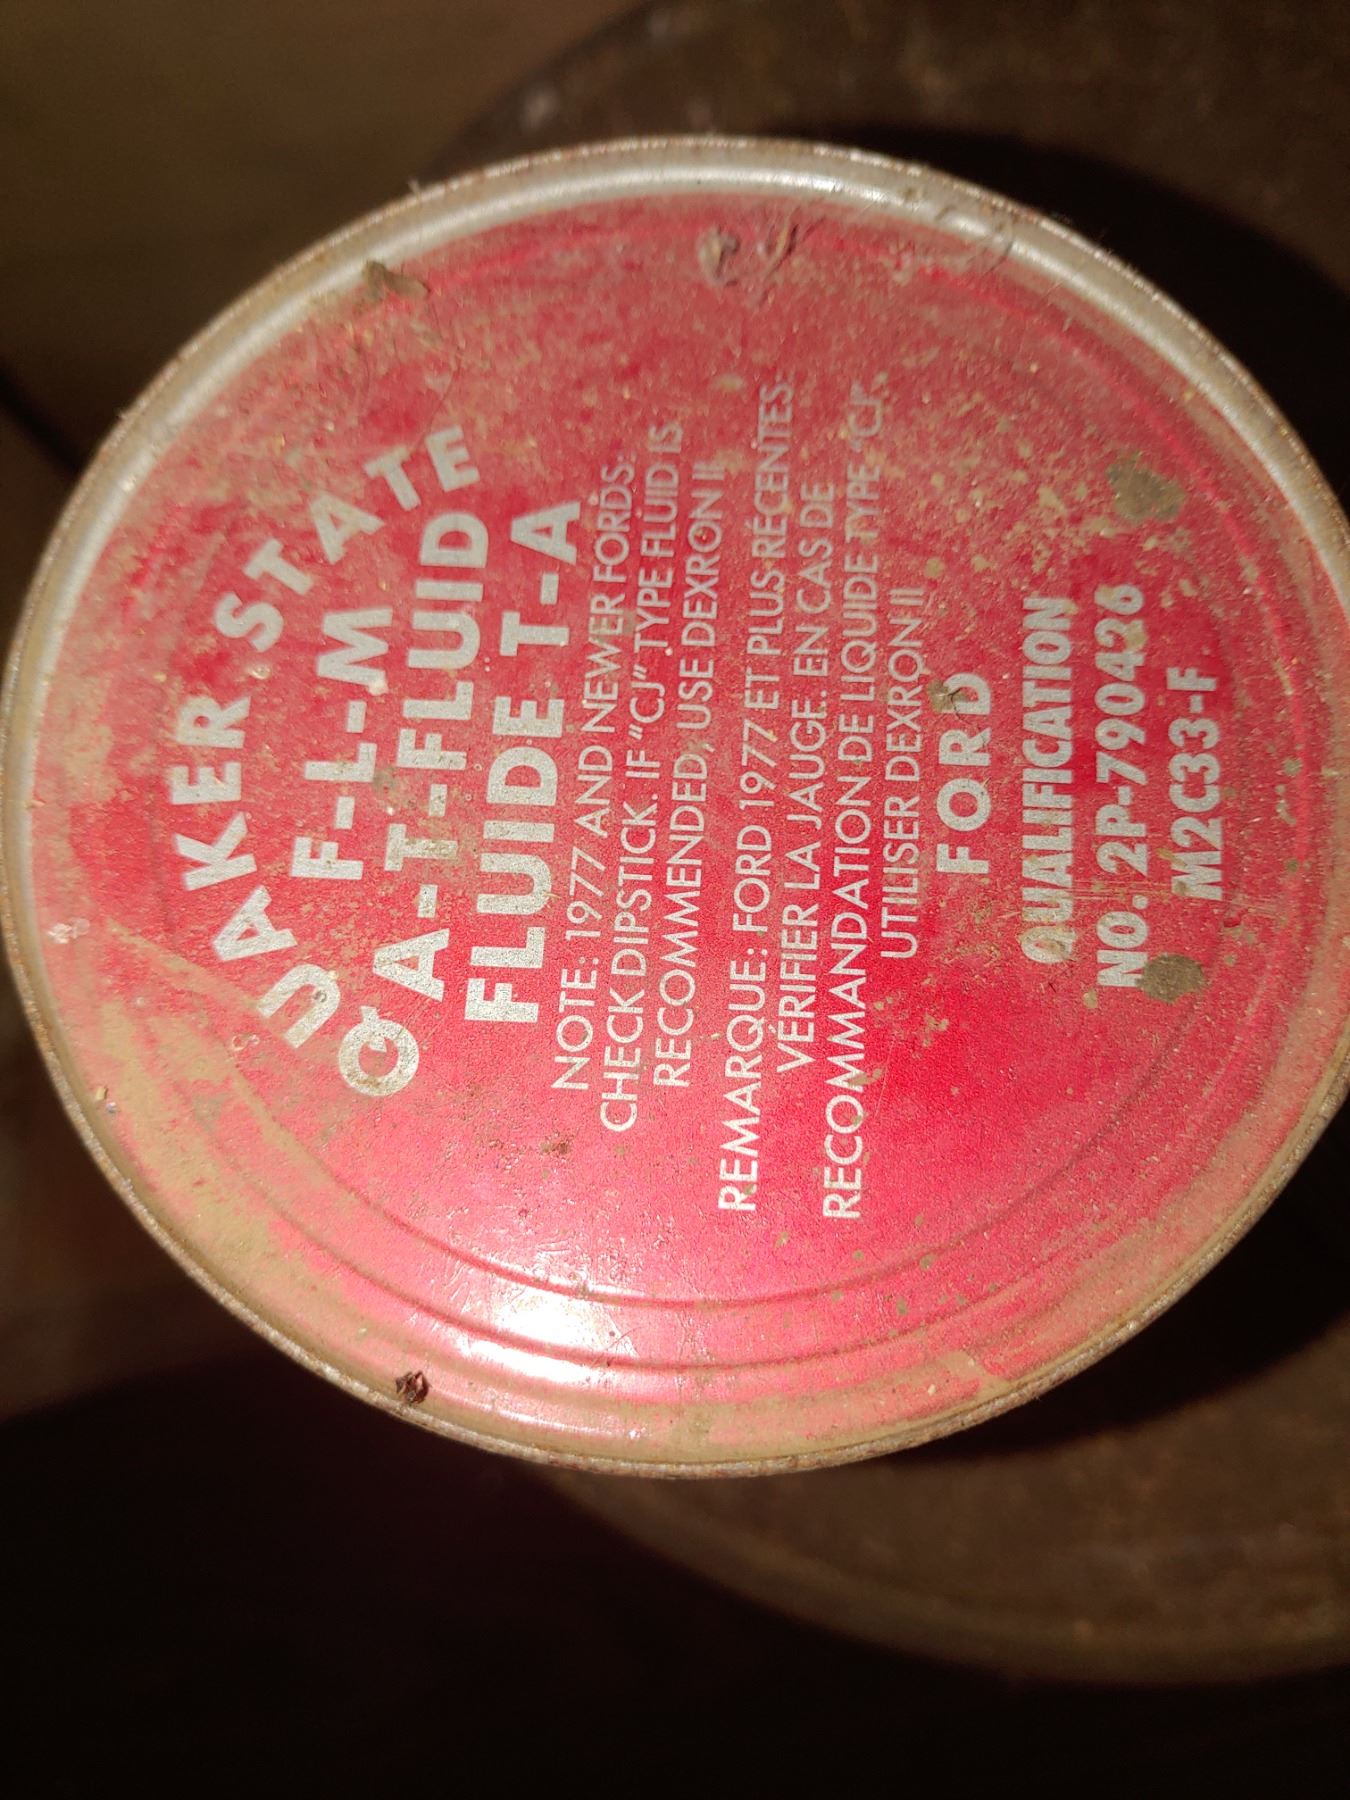 QUAKER STATE
F-L-M
QA-T-FLUID
FLUIDE T-A
NOTE: 1977 AND NEWER FORDS:
CHECK DIPSTICK. IF "CJ" TYPE FLUID IS
RECOMMENDED, USE DEXRON II
REMARQUE: FORD 1977 ET PLUS RÉCENTES:
VÉRIFIER LA JAUGE. EN CAS DE
RECOMMANDATION DE LIQUIDE TYPE "CJ",
UTILISER DEXRON II
FORD
QUALIFICATION
NO. 2P-790426
M2C33-F